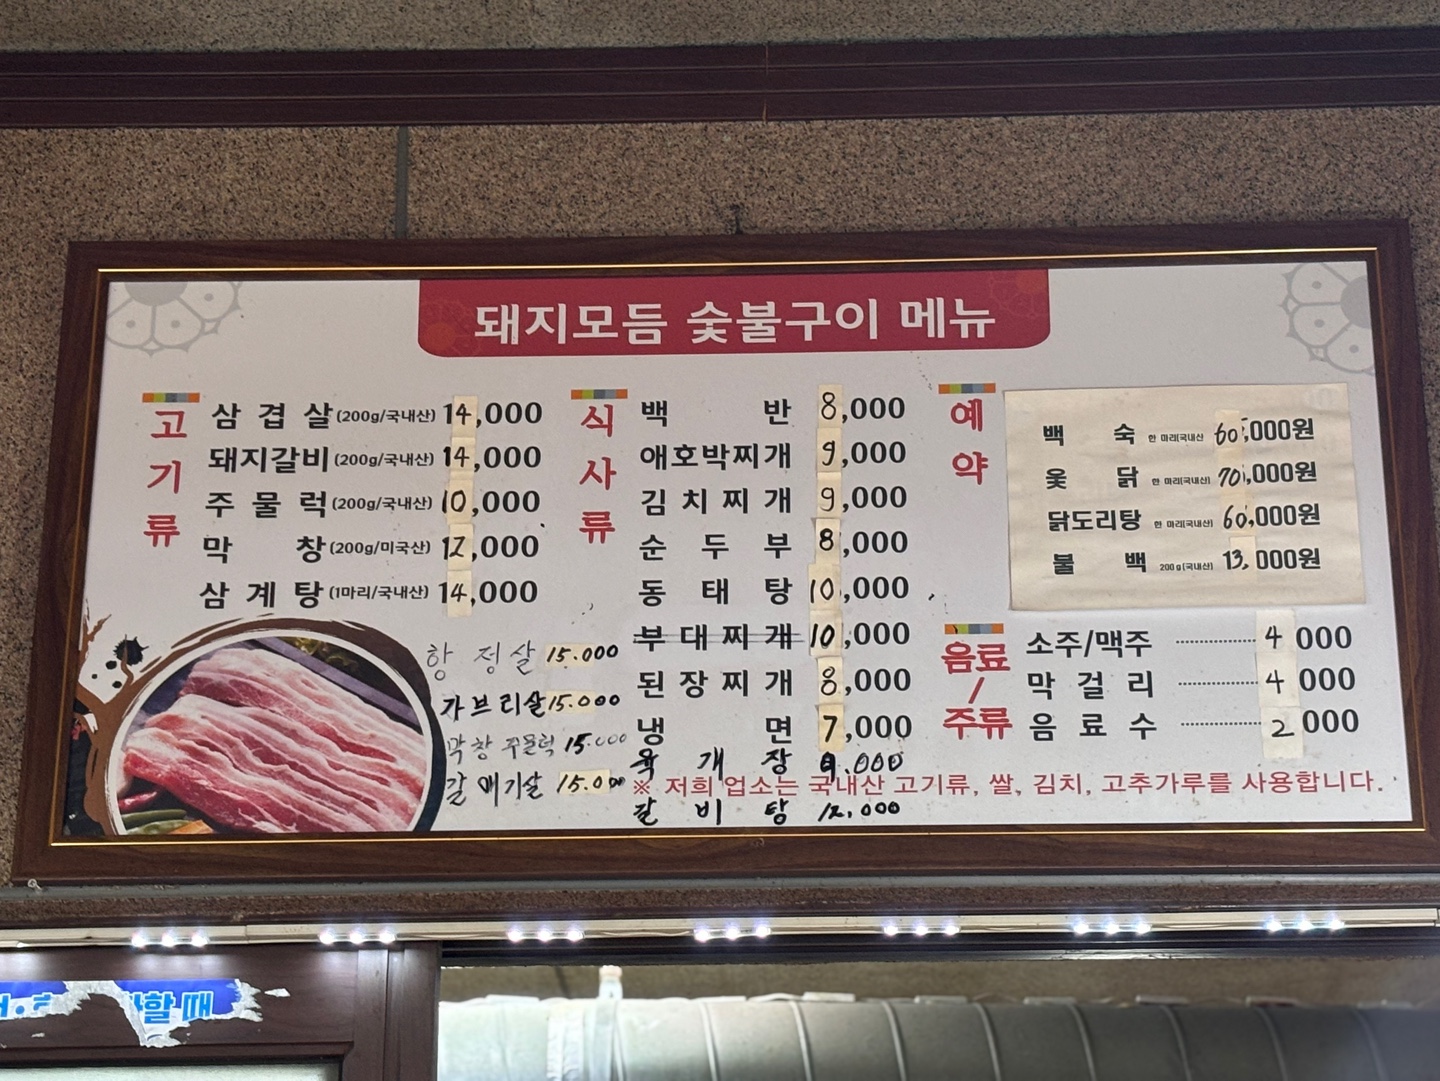 돼지모듬 숯불구이 메뉴
고기류
삼겹살(200g/국내산) 14,000
돼지갈비(200g/국내산) 14,000
주물럭(200g/국내산) 10,000
막창(200g/미국산) 12,000
삼계탕(1마리/국내산) 14,000
항정살 15.000
가브리살 15.000
막창 주물럭 15.000
갈매기살 15.000
식사류
백반 8,000
애호박찌개 9,000
김치찌개 9,000
순두부 8,000
동태탕 10,000
부대찌개 10,000
된장찌개 8,000
냉면 7,000
육개장 9.000
갈비탕 12,000
예약
백숙 한 마리(국내산 60,000원
옻닭 한 마리(국내산) 70,000원
닭도리탕 한 마리(국내산) 60,000원
불백 200g(국내산) 13,000원
음료/주류
소주/맥주 4 000
막걸리 4 000
음료수 2 000
※ 저희 업소는 국내산 고기류, 쌀, 김치, 고추가루를 사용합니다.
할 때